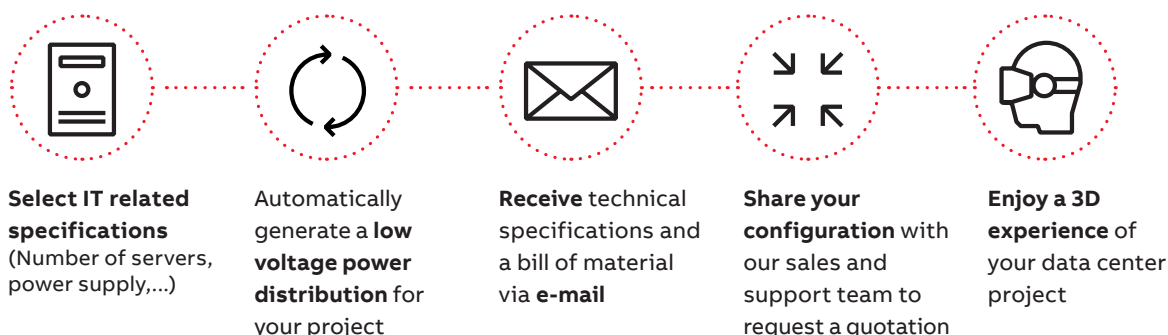 Select IT related
specifications
(Number of servers,
power supply,...)
Automatically
generate a low
voltage power
distribution for
your project
Receive technical
specifications and
a bill of material
via e-mail
Share your
configuration with
our sales and
support team to
request a quotation
Enjoy a 3D
experience of
your data center
project